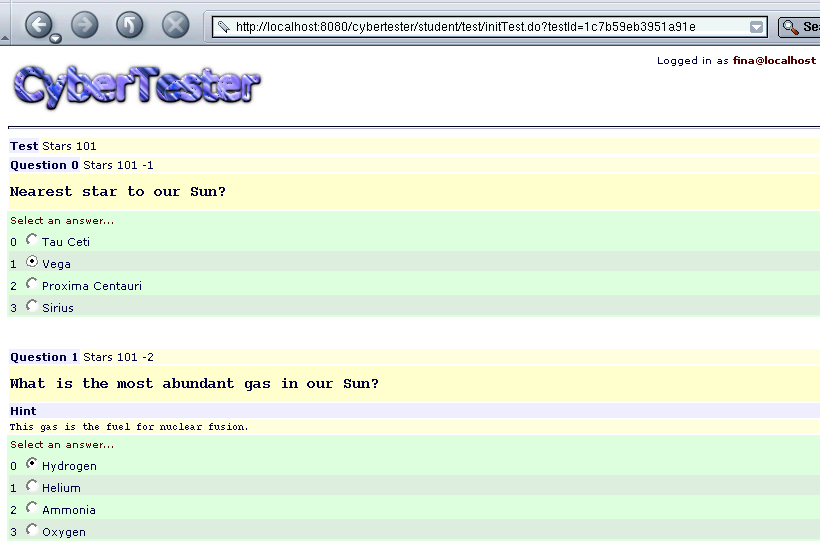 http://localhost:8080/cybertester/student/test/initTest.do?testId=1c7b59eb3951a91e
Logged in as fina@localhost
CyberTester
Test Stars 101
Question 0 Stars 101 -1
Nearest star to our Sun?
Select an answer...
0 Tau Ceti
1 Vega
2 Proxima Centauri
3 Sirius
Question 1 Stars 101 -2
What is the most abundant gas in our Sun?
Hint
This gas is the fuel for nuclear fusion.
Select an answer...
0 Hydrogen
1 Helium
2 Ammonia
3 Oxygen